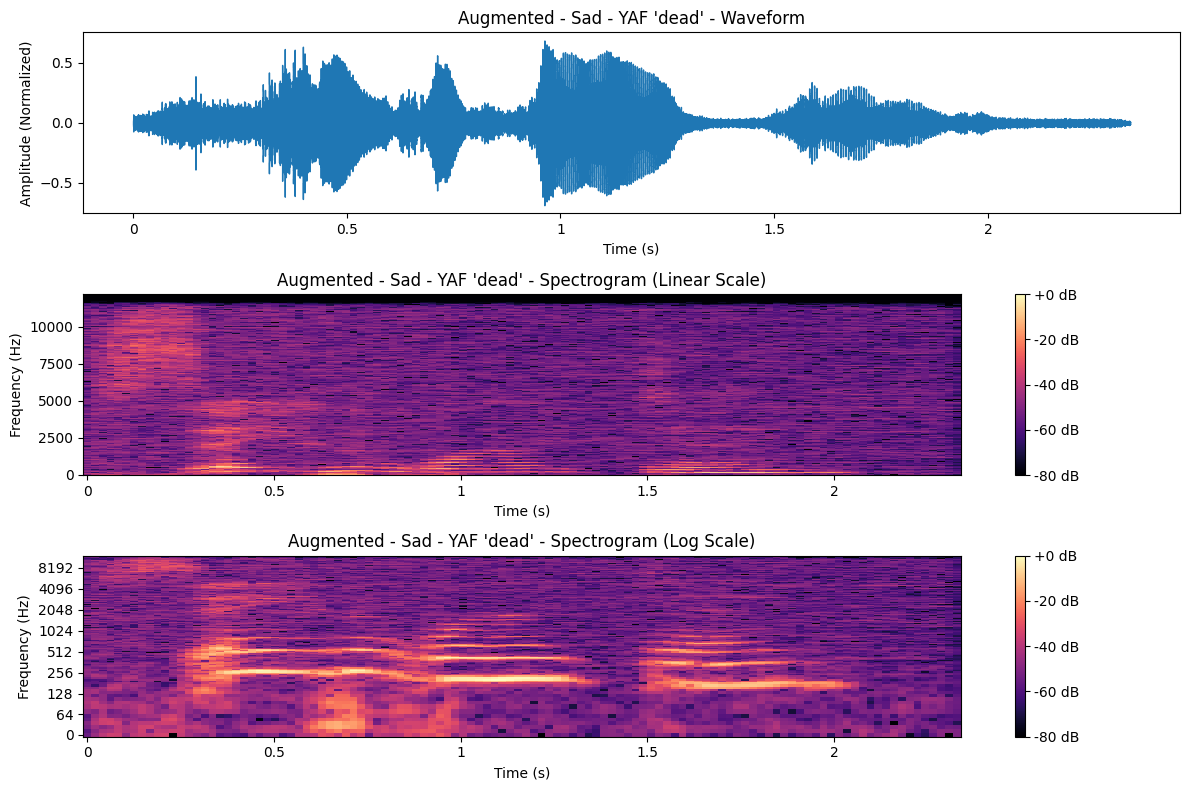 Augmented - Sad - YAF 'dead' - Waveform
Amplitude (Normalized)
0.5
0.0
−0.5
0 0.5 1 1.5 2
Time (s)
Augmented - Sad - YAF 'dead' - Spectrogram (Linear Scale)
Frequency (Hz)
10000
7500
5000
2500
0
0 0.5 1 1.5 2
Time (s)
+0 dB
-20 dB
-40 dB
-60 dB
-80 dB
Augmented - Sad - YAF 'dead' - Spectrogram (Log Scale)
Frequency (Hz)
8192
4096
2048
1024
512
256
128
64
0
0 0.5 1 1.5 2
Time (s)
+0 dB
-20 dB
-40 dB
-60 dB
-80 dB